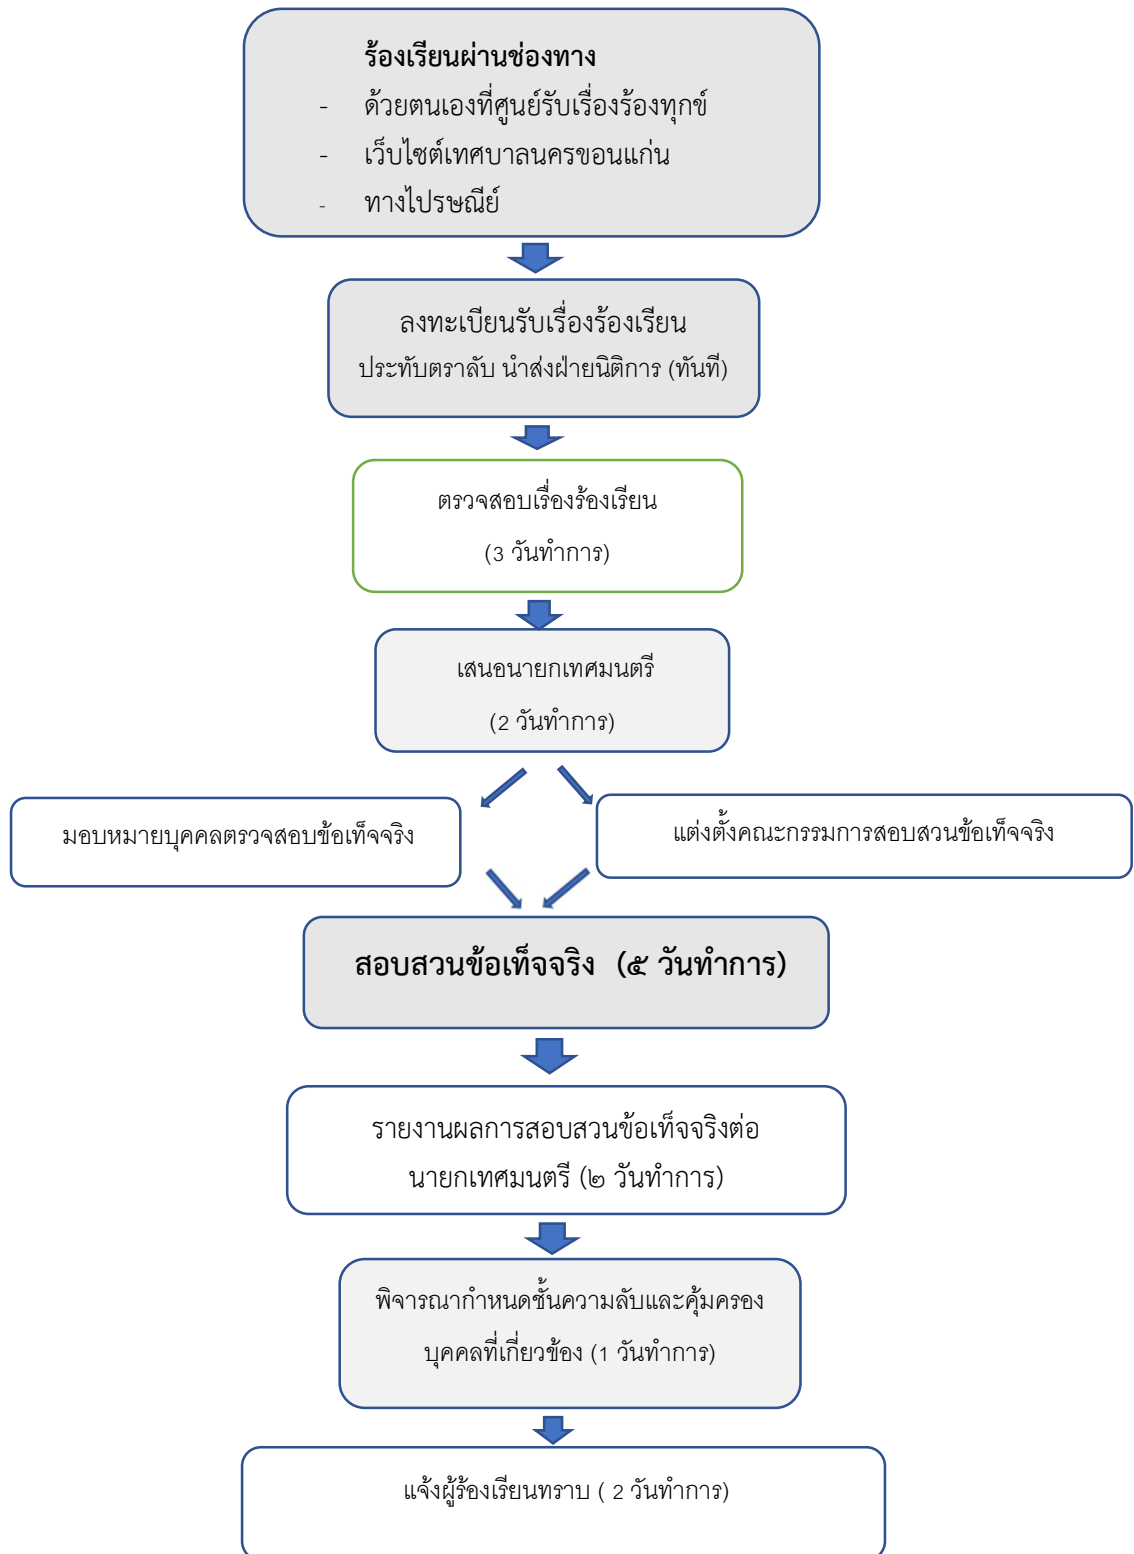 ร้องเรียนผ่านช่องทาง
- ด้วยตนเองที่ศูนย์รับเรื่องร้องทุกข์
- เว็บไซต์เทศบาลนครขอนแก่น
- ทางไปรษณีย์
ลงทะเบียนรับเรื่องร้องเรียน
ประทับตราลับ นำส่งฝ่ายนิติการ (ทันที)
ตรวจสอบเรื่องร้องเรียน
(3 วันทำการ)
เสนอนายกเทศมนตรี
(2 วันทำการ)
มอบหมายบุคคลตรวจสอบข้อเท็จจริง
แต่งตั้งคณะกรรมการสอบสวนข้อเท็จจริง
สอบสวนข้อเท็จจริง (๕ วันทำการ)
รายงานผลการสอบสวนข้อเท็จจริงต่อ
นายกเทศมนตรี (๒ วันทำการ)
พิจารณากำหนดชั้นความลับและคุ้มครอง
บุคคลที่เกี่ยวข้อง (1 วันทำการ)
แจ้งผู้ร้องเรียนทราบ ( 2 วันทำการ)